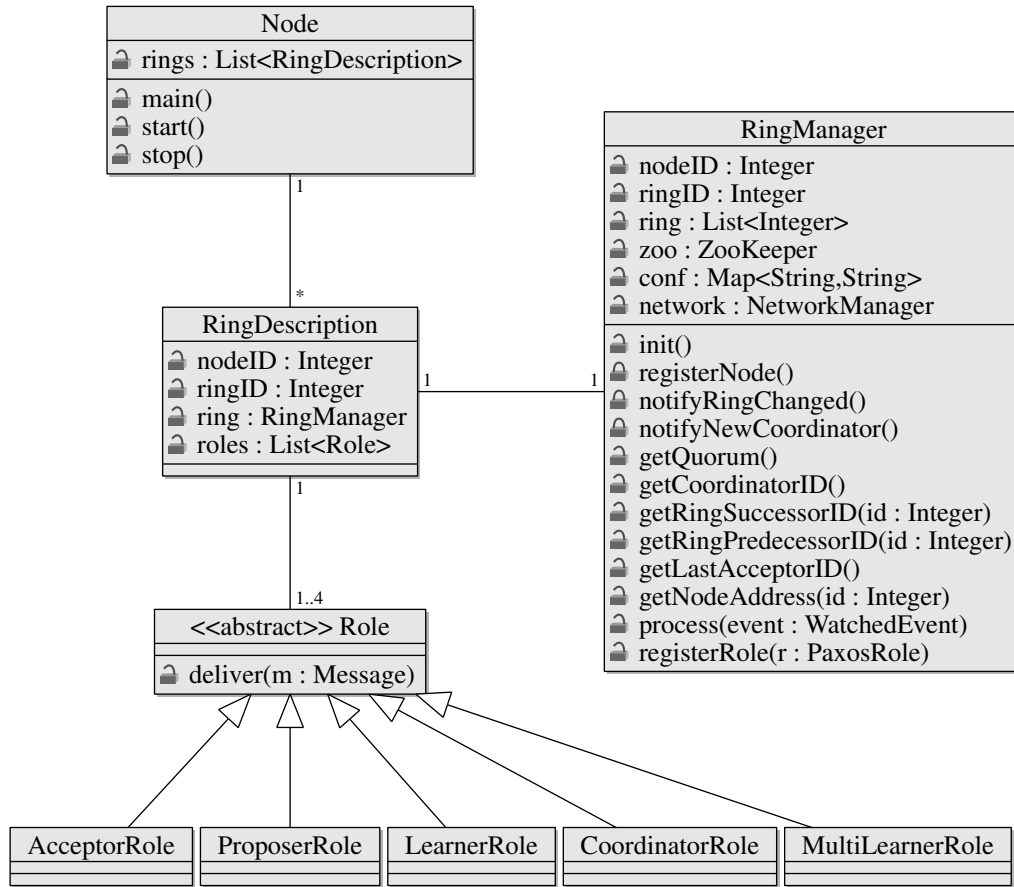 Node
rings : List<RingDescription>
main()
start()
stop()
1
*
RingDescription
nodeID : Integer
ringID : Integer
ring : RingManager
roles : List<Role>
1
1
RingManager
nodeID : Integer
ringID : Integer
ring : List<Integer>
zoo : ZooKeeper
conf : Map<String,String>
network : NetworkManager
init()
registerNode()
notifyRingChanged()
notifyNewCoordinator()
getQuorum()
getCoordinatorID()
getRingSuccessorID(id : Integer)
getRingPredecessorID(id : Integer)
getLastAcceptorID()
getNodeAddress(id : Integer)
process(event : WatchedEvent)
registerRole(r : PaxosRole)
1
1..4
<<abstract>> Role
deliver(m : Message)
AcceptorRole
ProposerRole
LearnerRole
CoordinatorRole
MultiLearnerRole